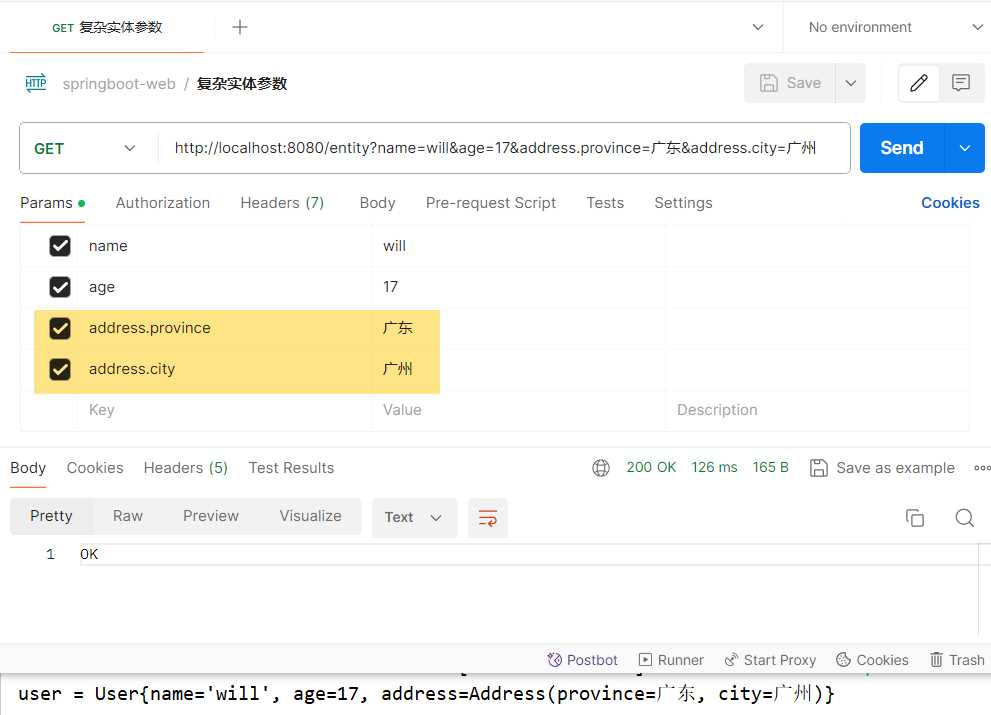 GET 复杂实体参数
No environment
HTTP springboot-web / 复杂实体参数 Save
GET http://localhost:8080/entity?name=will&age=17&address.province=广东&address.city=广州 Send
Params Authorization Headers (7) Body Pre-request Script Tests Settings Cookies
name will
age 17
address.province 广东
address.city 广州
Key Value Description
Body Cookies Headers (5) Test Results 200 OK 126 ms 165 B Save as example
Pretty Raw Preview Visualize Text
1 OK
Postbot Runner Start Proxy Cookies Trash
user = User{name='will', age=17, address=Address(province=广东, city=广州)}